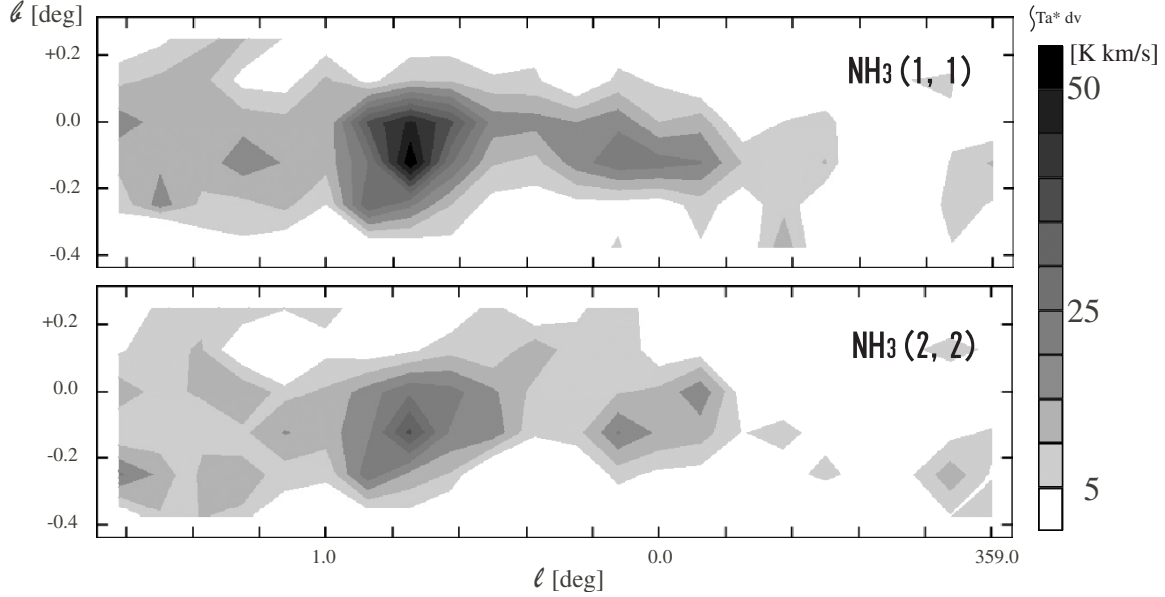 b [deg]
∫Ta* dv
[K km/s]
+0.2
0.0
-0.2
-0.4
NH₃ (1, 1)
50
+0.2
0.0
-0.2
-0.4
NH₃ (2, 2)
25
5
1.0
0.0
359.0
l [deg]